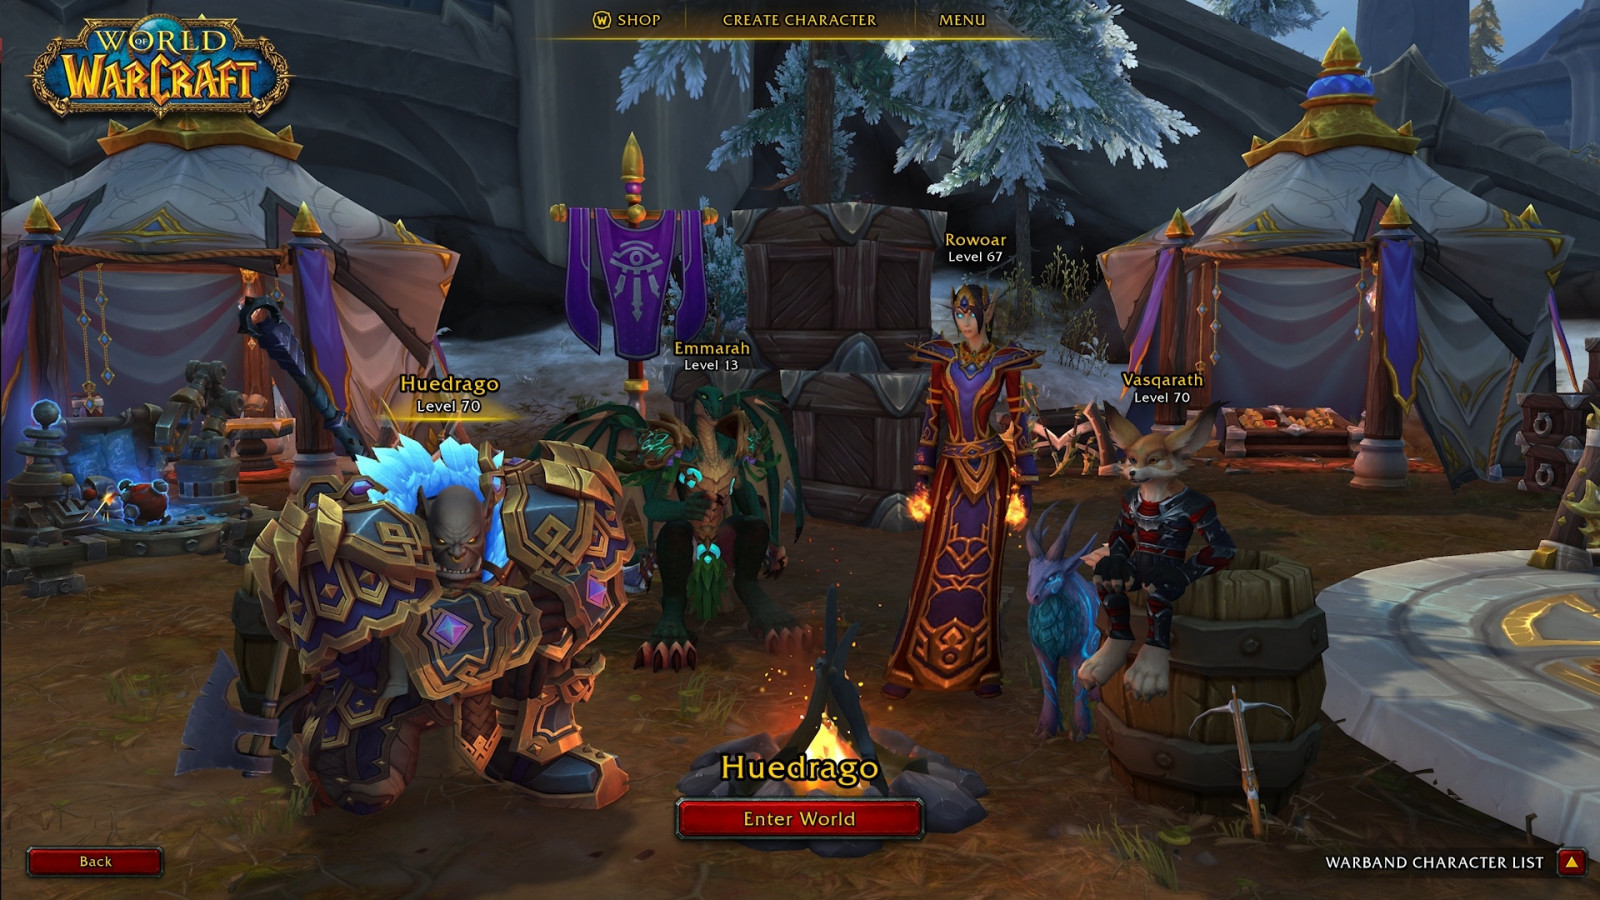 WORLD
OF
WARCRAFT
SHOP
CREATE CHARACTER
MENU
Rowoar
Level 67
Emmarah
Level 13
Huedrago
Level 70
Vasqarath
Level 70
Huedrago
Enter World
Back
WARBAND CHARACTER LIST